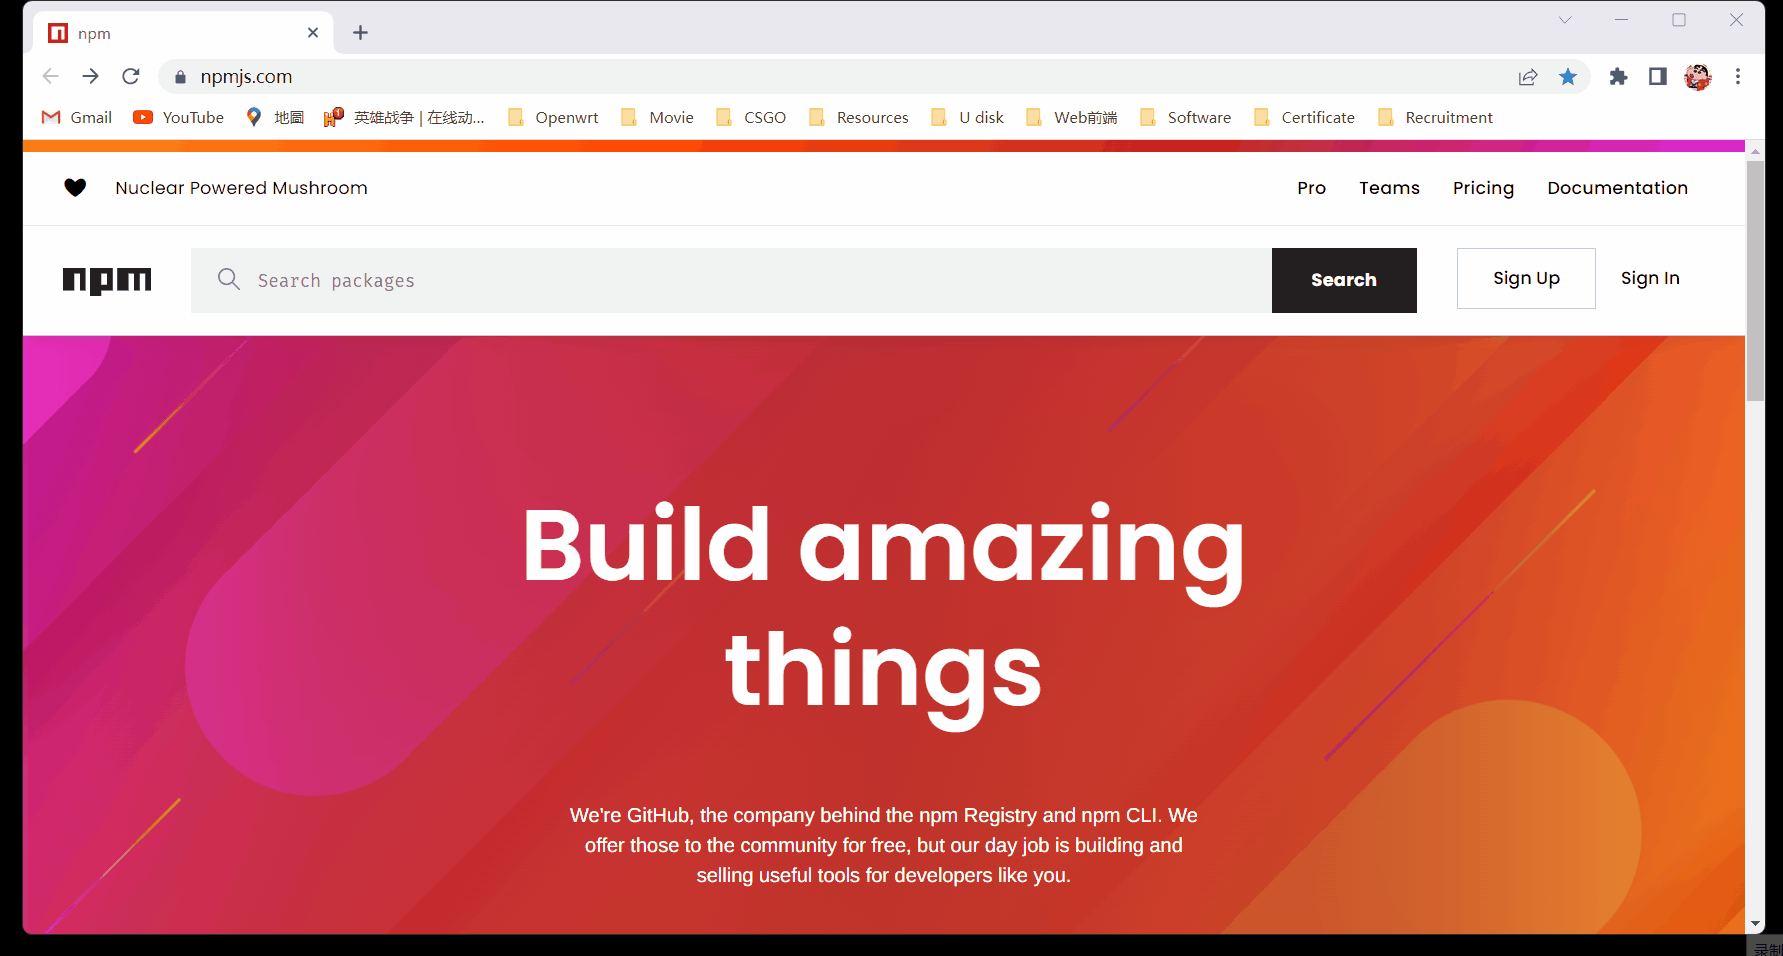 npm
npmjs.com
Gmail YouTube 地圖 英雄战争 | 在线动... Openwrt Movie CSGO Resources U disk Web前端 Software Certificate Recruitment
Nuclear Powered Mushroom Pro Teams Pricing Documentation
npm Search packages Search Sign Up Sign In
Build amazing
things
We're GitHub, the company behind the npm Registry and npm CLI. We
offer those to the community for free, but our day job is building and
selling useful tools for developers like you.
录制